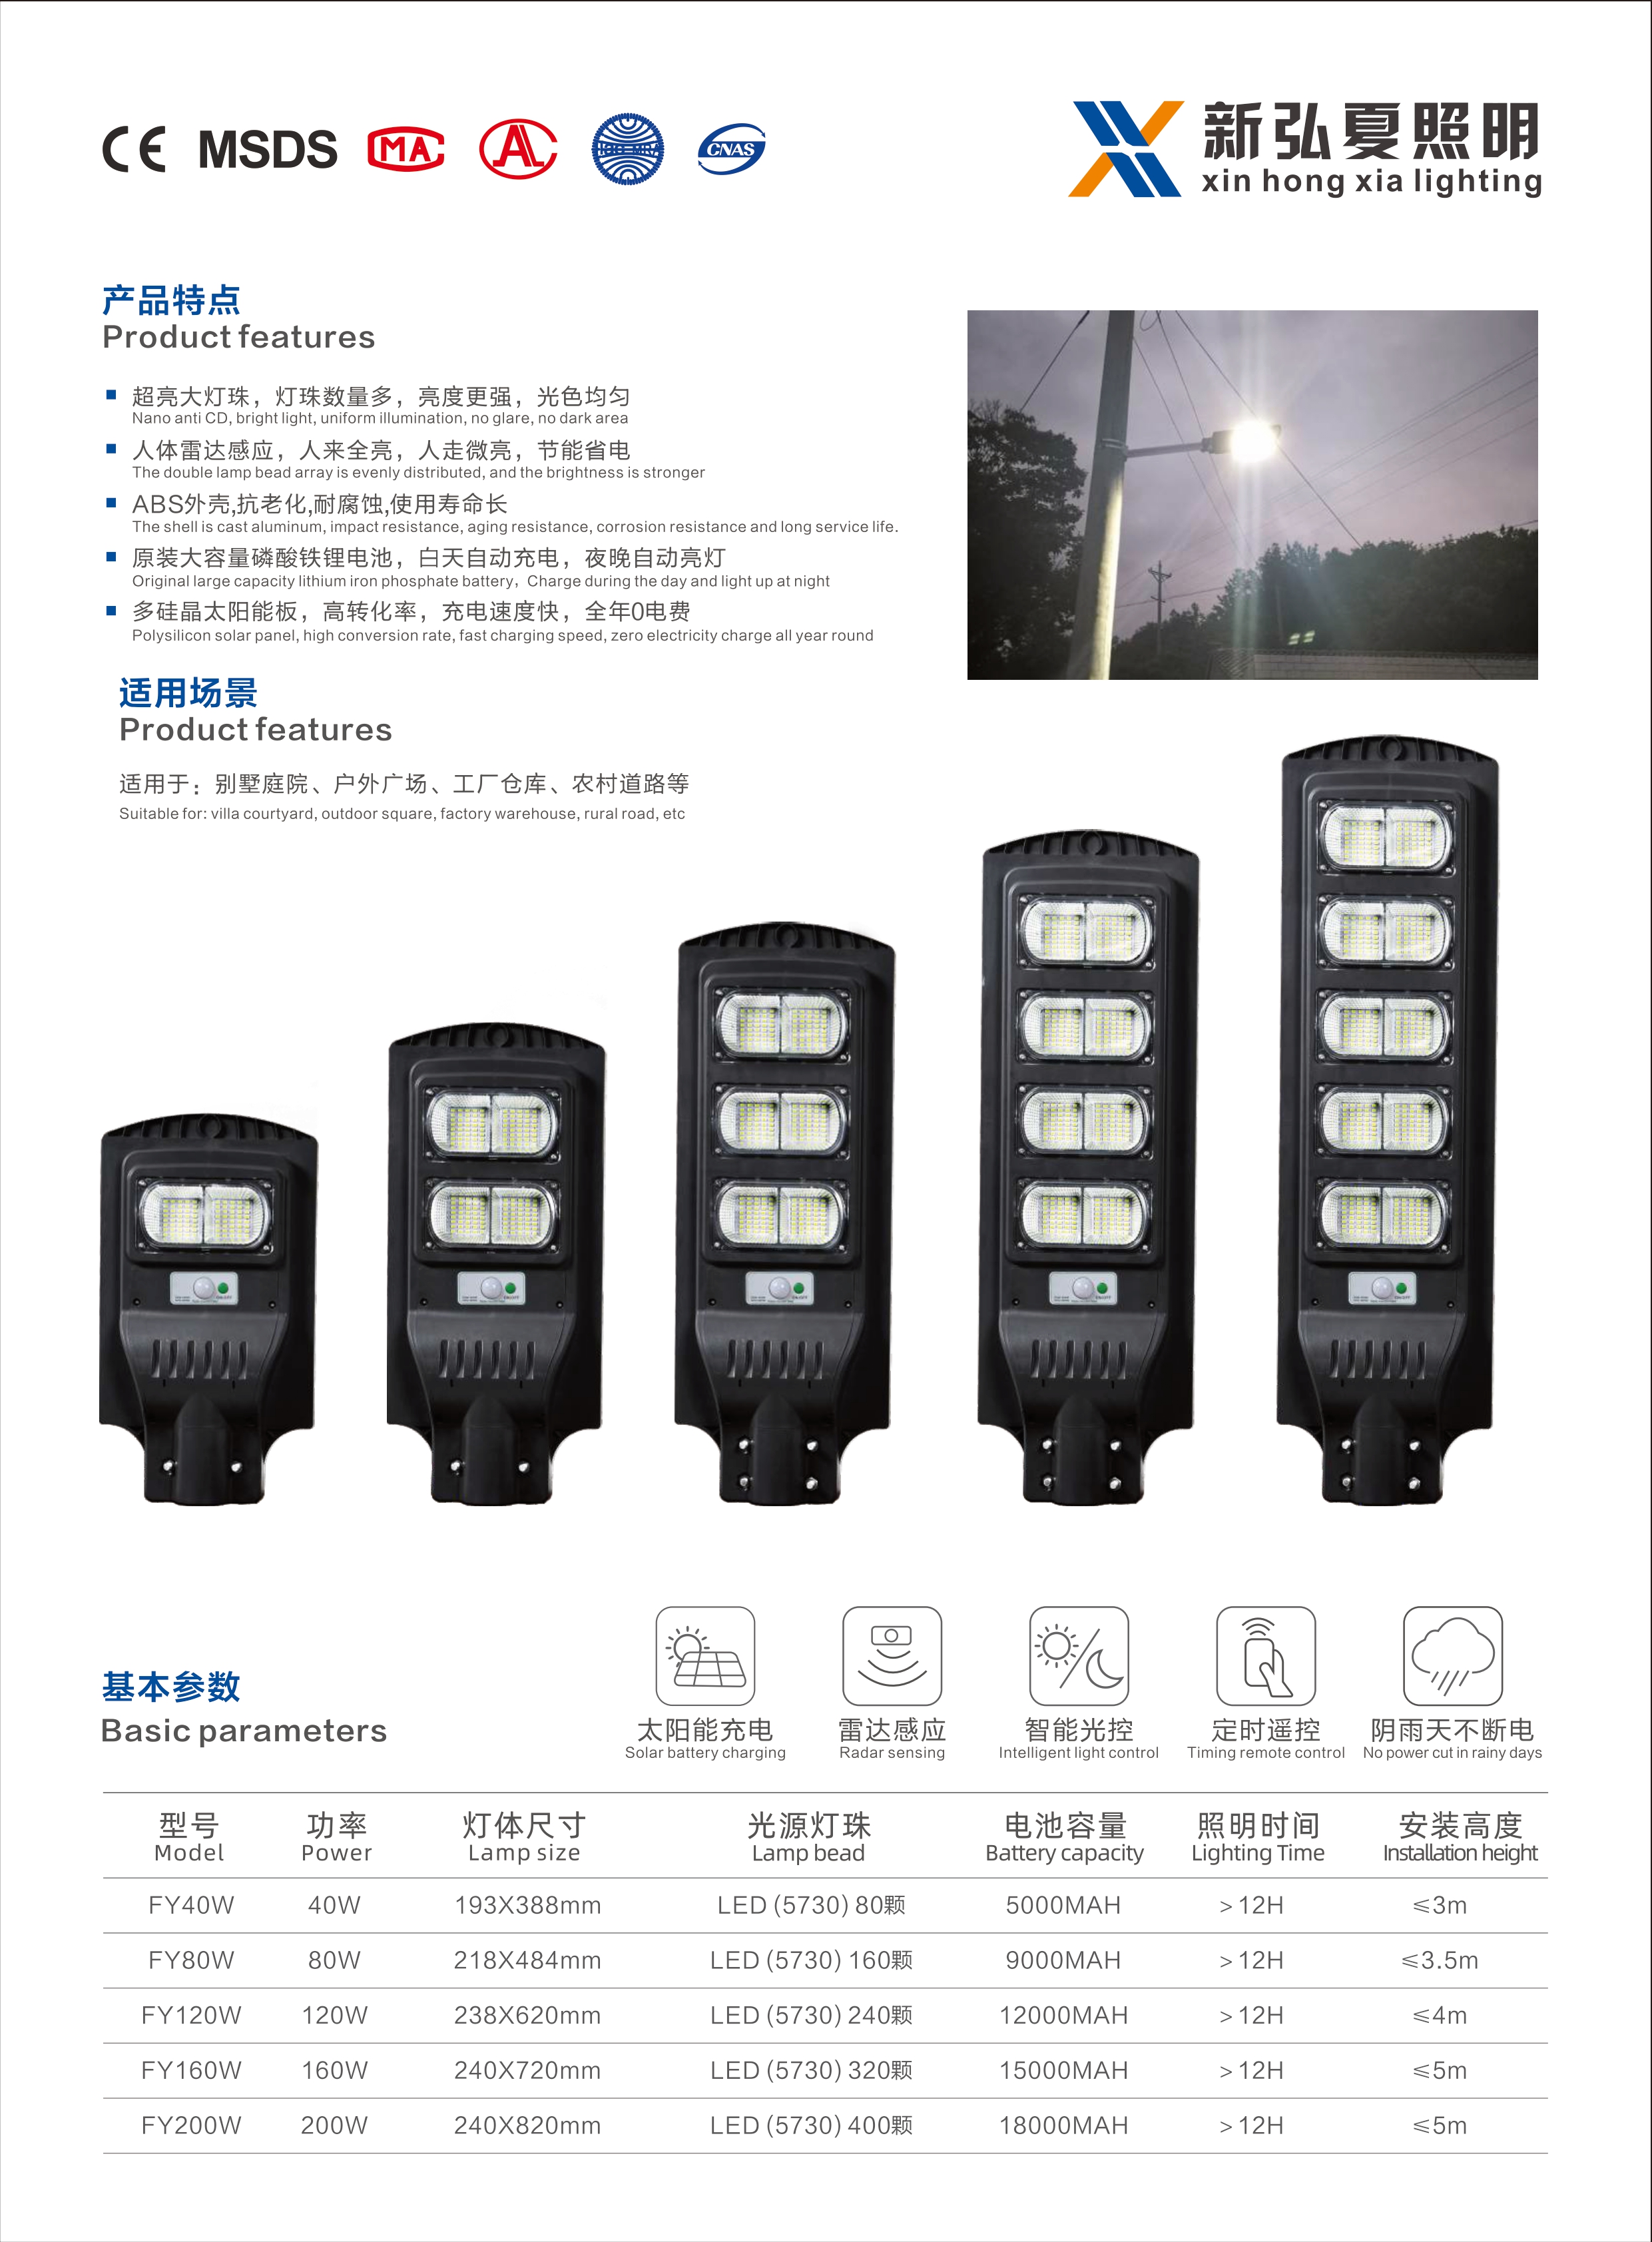 CE MSDS MA AL ilac-MRA CNAS
新弘夏照明
xin hong xia lighting
产品特点
Product features
超亮大灯珠，灯珠数量多，亮度更强，光色均匀
Nano anti CD, bright light, uniform illumination, no glare, no dark area
人体雷达感应，人来全亮，人走微亮，节能省电
The double lamp bead array is evenly distributed, and the brightness is stronger
ABS外壳,抗老化,耐腐蚀,使用寿命长
The shell is cast aluminum, impact resistance, aging resistance, corrosion resistance and long service life.
原装大容量磷酸铁锂电池，白天自动充电，夜晚自动亮灯
Original large capacity lithium iron phosphate battery, Charge during the day and light up at night
多硅晶太阳能板，高转化率，充电速度快，全年0电费
Polysilicon solar panel, high conversion rate, fast charging speed, zero electricity charge all year round
适用场景
Product features
适用于：别墅庭院、户外广场、工厂仓库、农村道路等
Suitable for: villa courtyard, outdoor square, factory warehouse, rural road, etc
基本参数
Basic parameters
太阳能充电 雷达感应 智能光控 定时遥控 阴雨天不断电
Solar battery charging Radar sensing Intelligent light control Timing remote control No power cut in rainy days
型号 功率 灯体尺寸 光源灯珠 电池容量 照明时间 安装高度
Model Power Lamp size Lamp bead Battery capacity Lighting Time Installation height
FY40W 40W 193X388mm LED (5730) 80颗 5000MAH >12H ≤3m
FY80W 80W 218X484mm LED (5730) 160颗 9000MAH >12H ≤3.5m
FY120W 120W 238X620mm LED (5730) 240颗 12000MAH >12H ≤4m
FY160W 160W 240X720mm LED (5730) 320颗 15000MAH >12H ≤5m
FY200W 200W 240X820mm LED (5730) 400颗 18000MAH >12H ≤5m